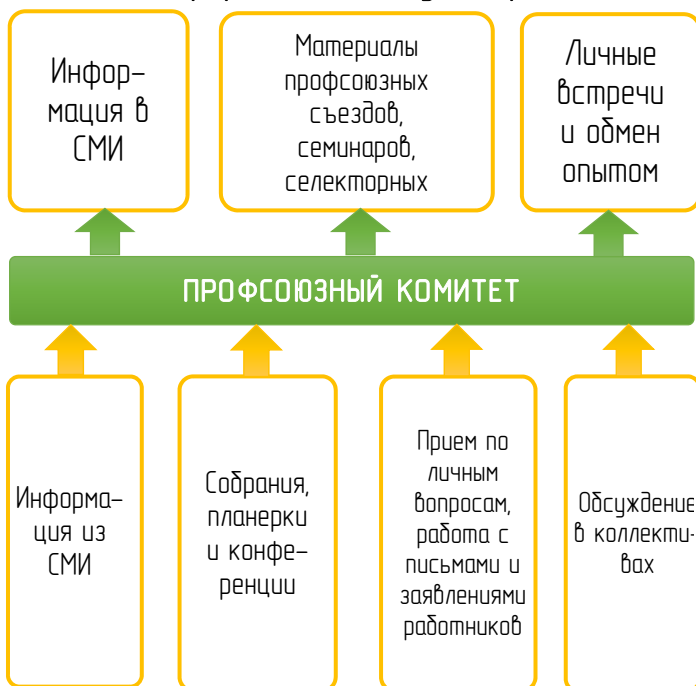 Инфор-
мация в
СМИ
Материалы
профсоюзных
съездов,
семинаров,
селекторных
Личные
встречи
и обмен
опытом
ПРОФСОЮЗНЫЙ КОМИТЕТ
Информа-
ция из
СМИ
Собрания,
планерки
и конфе-
ренции
Прием по
личным
вопросам,
работа с
письмами и
заявлениями
работников
Обсуждение
в коллекти-
вах